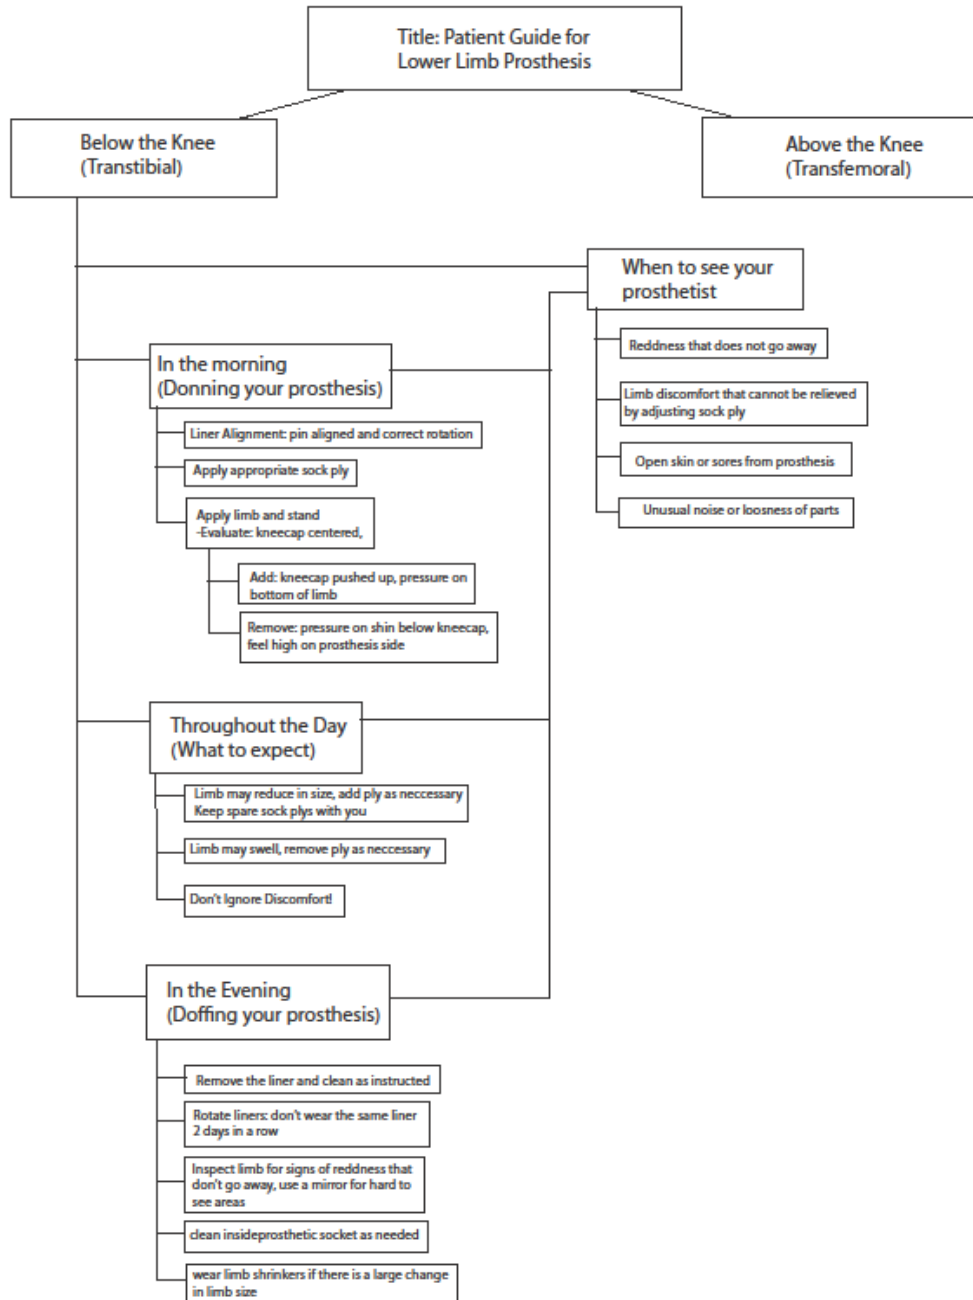 Title: Patient Guide for
Lower Limb Prosthesis
Below the Knee
(Transtibial)
Above the Knee
(Transfemoral)
When to see your
prosthetist
Reddness that does not go away
Limb discomfort that cannot be relieved
by adjusting sock ply
Open skin or sores from prosthesis
Unusual noise or loosness of parts
In the morning
(Donning your prosthesis)
Liner Alignment: pin aligned and correct rotation
Apply appropriate sock ply
Apply limb and stand
-Evaluate: kneecap centered,
Add: kneecap pushed up, pressure on
bottom of limb
Remove: pressure on shin below kneecap,
feel high on prosthesis side
Throughout the Day
(What to expect)
Limb may reduce in size, add ply as neccessary
Keep spare sock plys with you
Limb may swell, remove ply as neccessary
Don't Ignore Discomfort!
In the Evening
(Doffing your prosthesis)
Remove the liner and clean as instructed
Rotate liners: don't wear the same liner
2 days in a row
Inspect limb for signs of reddness that
don't go away, use a mirror for hard to
see areas
clean insideprosthetic socket as needed
wear limb shrinkers if there is a large change
in limb size